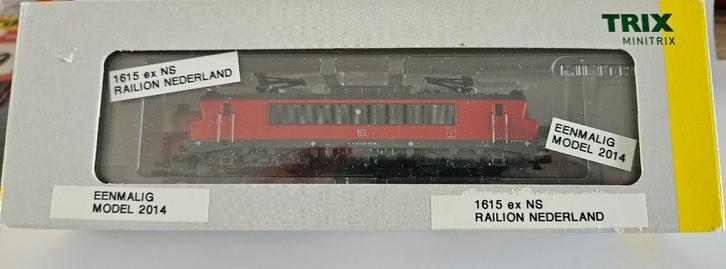 TRIX
MINITRIX
1615 ex NS
RAILION NEDERLAND
EENMALIG
MODEL 2014
EENMALIG
MODEL 2014
1615 ex NS
RAILION NEDERLAND